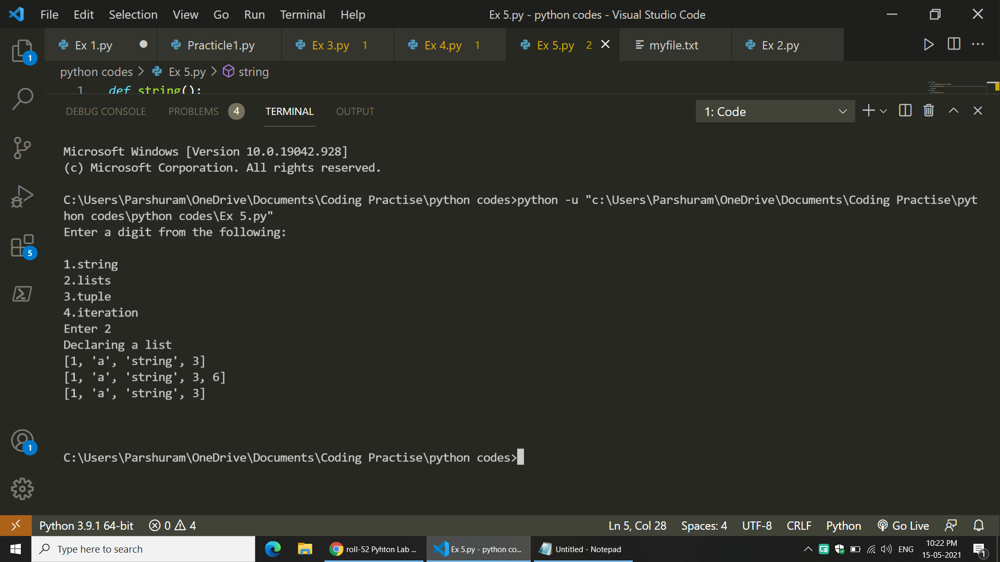 File Edit Selection View Go Run Terminal Help Ex 5.py - python codes - Visual Studio Code
Ex 1.py Practicle1.py Ex 3.py 1 Ex 4.py 1 Ex 5.py 2 myfile.txt Ex 2.py
1
python codes > Ex 5.py > string
1 def string():
DEBUG CONSOLE PROBLEMS 4 TERMINAL OUTPUT 1: Code
Microsoft Windows [Version 10.0.19042.928]
(c) Microsoft Corporation. All rights reserved.
C:\Users\Parshuram\OneDrive\Documents\Coding Practise\python codes>python -u "c:\Users\Parshuram\OneDrive\Documents\Coding Practise\pyt
hon codes\python codes\Ex 5.py"
Enter a digit from the following:
5
1.string
2.lists
3.tuple
4.iteration
Enter 2
Declaring a list
[1, 'a', 'string', 3]
[1, 'a', 'string', 3, 6]
[1, 'a', 'string', 3]
1
C:\Users\Parshuram\OneDrive\Documents\Coding Practise\python codes>
Python 3.9.1 64-bit 0 4 Ln 5, Col 28 Spaces: 4 UTF-8 CRLF Python Go Live
Type here to search roll-52 Pyhton Lab ... Ex 5.py - python co... Untitled - Notepad ENG 10:22 PM
15-05-2021 1